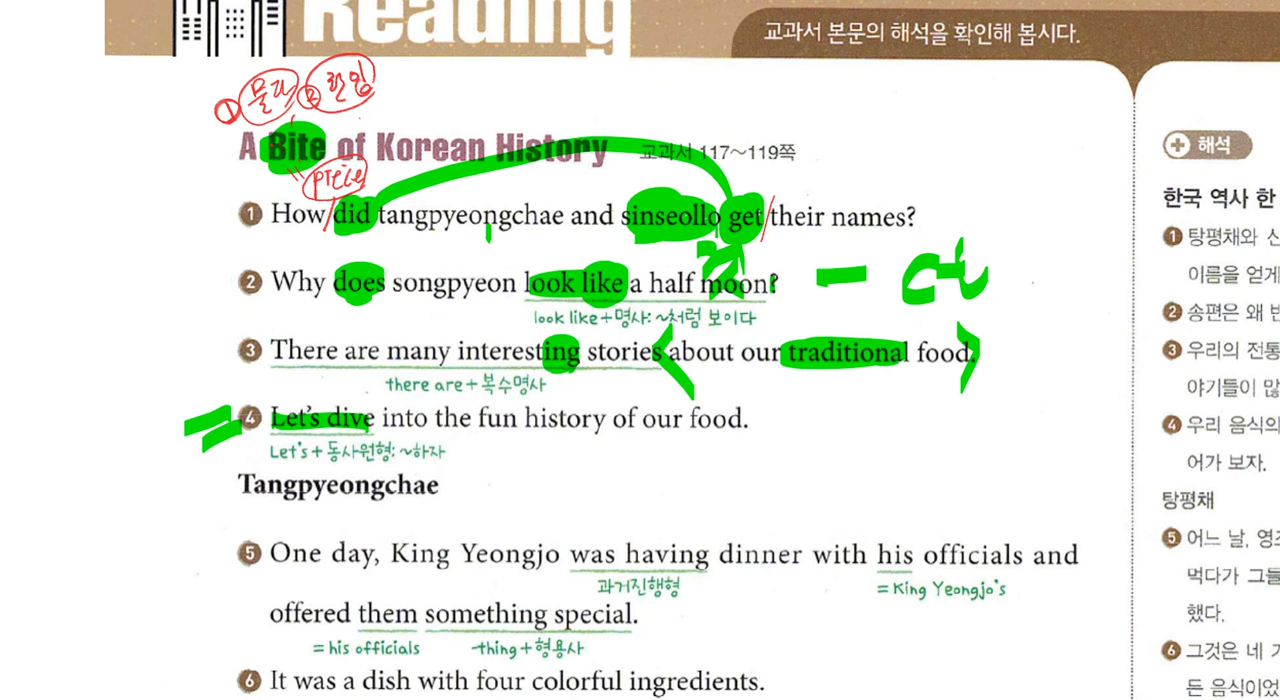 Reading
교과서 본문의 해석을 확인해 봅시다.
① 물다 ② 한입
A Bite of Korean History 교과서 117~119쪽
piece
1 How did tangpyeongchae and sinseollo get their names?
2 Why does songpyeon look like a half moon?
look like+명사: ~처럼 보이다
3 There are many interesting stories about our traditional food.
there are+복수명사
4 Let's dive into the fun history of our food.
Let's+동사원형: ~하자
Tangpyeongchae
5 One day, King Yeongjo was having dinner with his officials and
과거진행형 = King Yeongjo's
offered them something special.
= his officials -thing+형용사
6 It was a dish with four colorful ingredients.
+ 해석
한국 역사 한
1 탕평채와 신
이름을 얻게
2 송편은 왜 반
3 우리의 전통
야기들이 많
4 우리 음식의
어가 보자.
탕평채
5 어느 날, 영조
먹다가 그들
했다.
6 그것은 네 가
든 음식이었